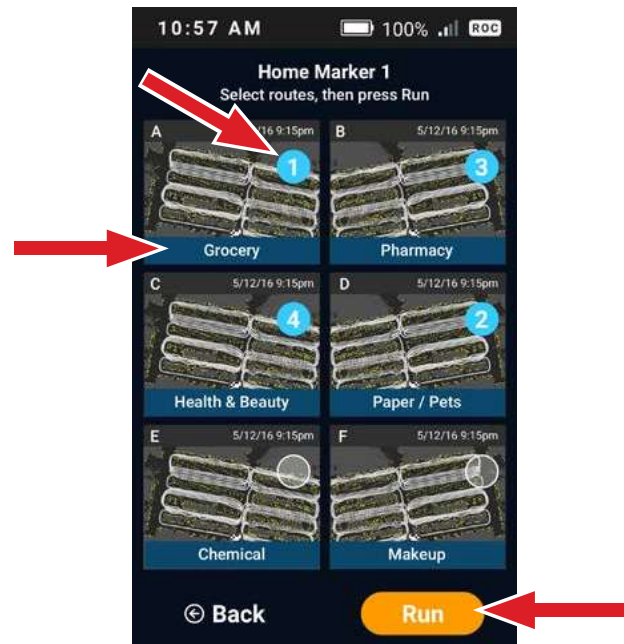 10:57 AM 100% ROC
Home Marker 1
Select routes, then press Run
A 16 9:15pm
1
Grocery
B 5/12/16 9:15pm
3
Pharmacy
C 5/12/16 9:15pm
4
Health & Beauty
D 5/12/16 9:15pm
2
Paper / Pets
E 5/12/16 9:15pm
Chemical
F 5/12/16 9:15pm
Makeup
Back
Run